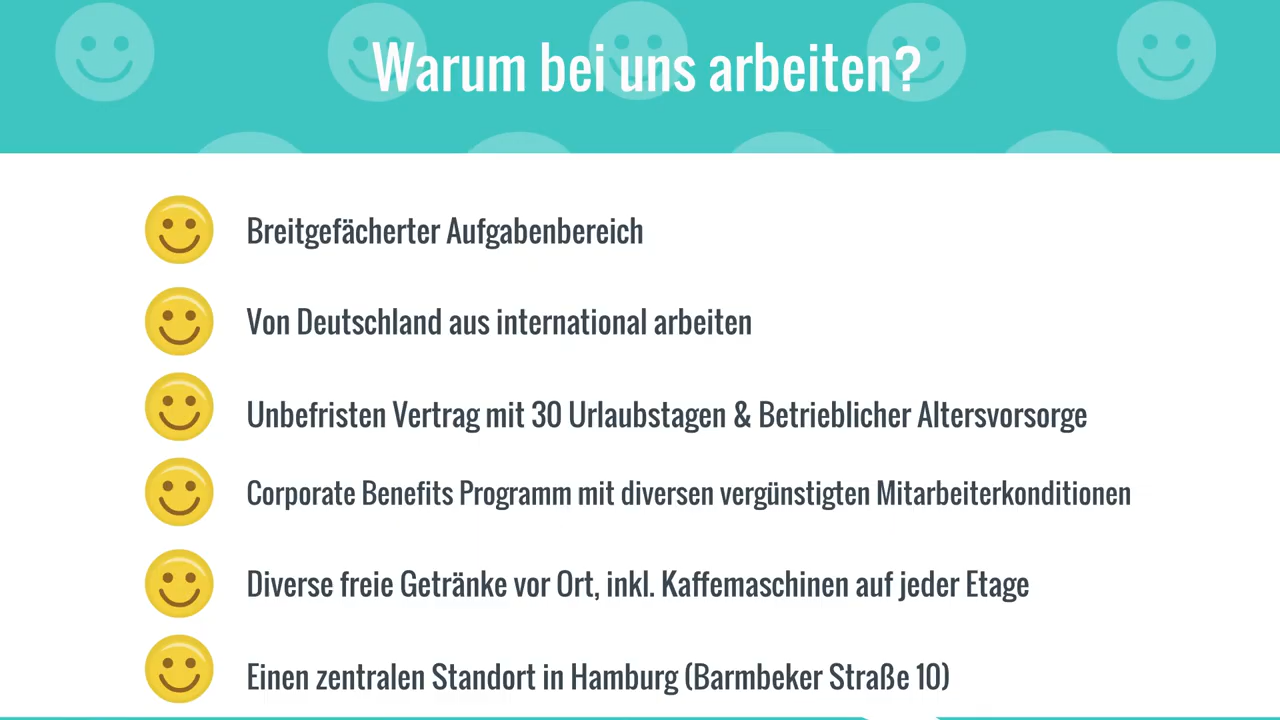 Warum bei uns arbeiten?
Breitgefächerter Aufgabenbereich
Von Deutschland aus international arbeiten
Unbefristen Vertrag mit 30 Urlaubstagen & Betrieblicher Altersvorsorge
Corporate Benefits Programm mit diversen vergünstigten Mitarbeiterkonditionen
Diverse freie Getränke vor Ort, inkl. Kaffemaschinen auf jeder Etage
Einen zentralen Standort in Hamburg (Barmbeker Straße 10)